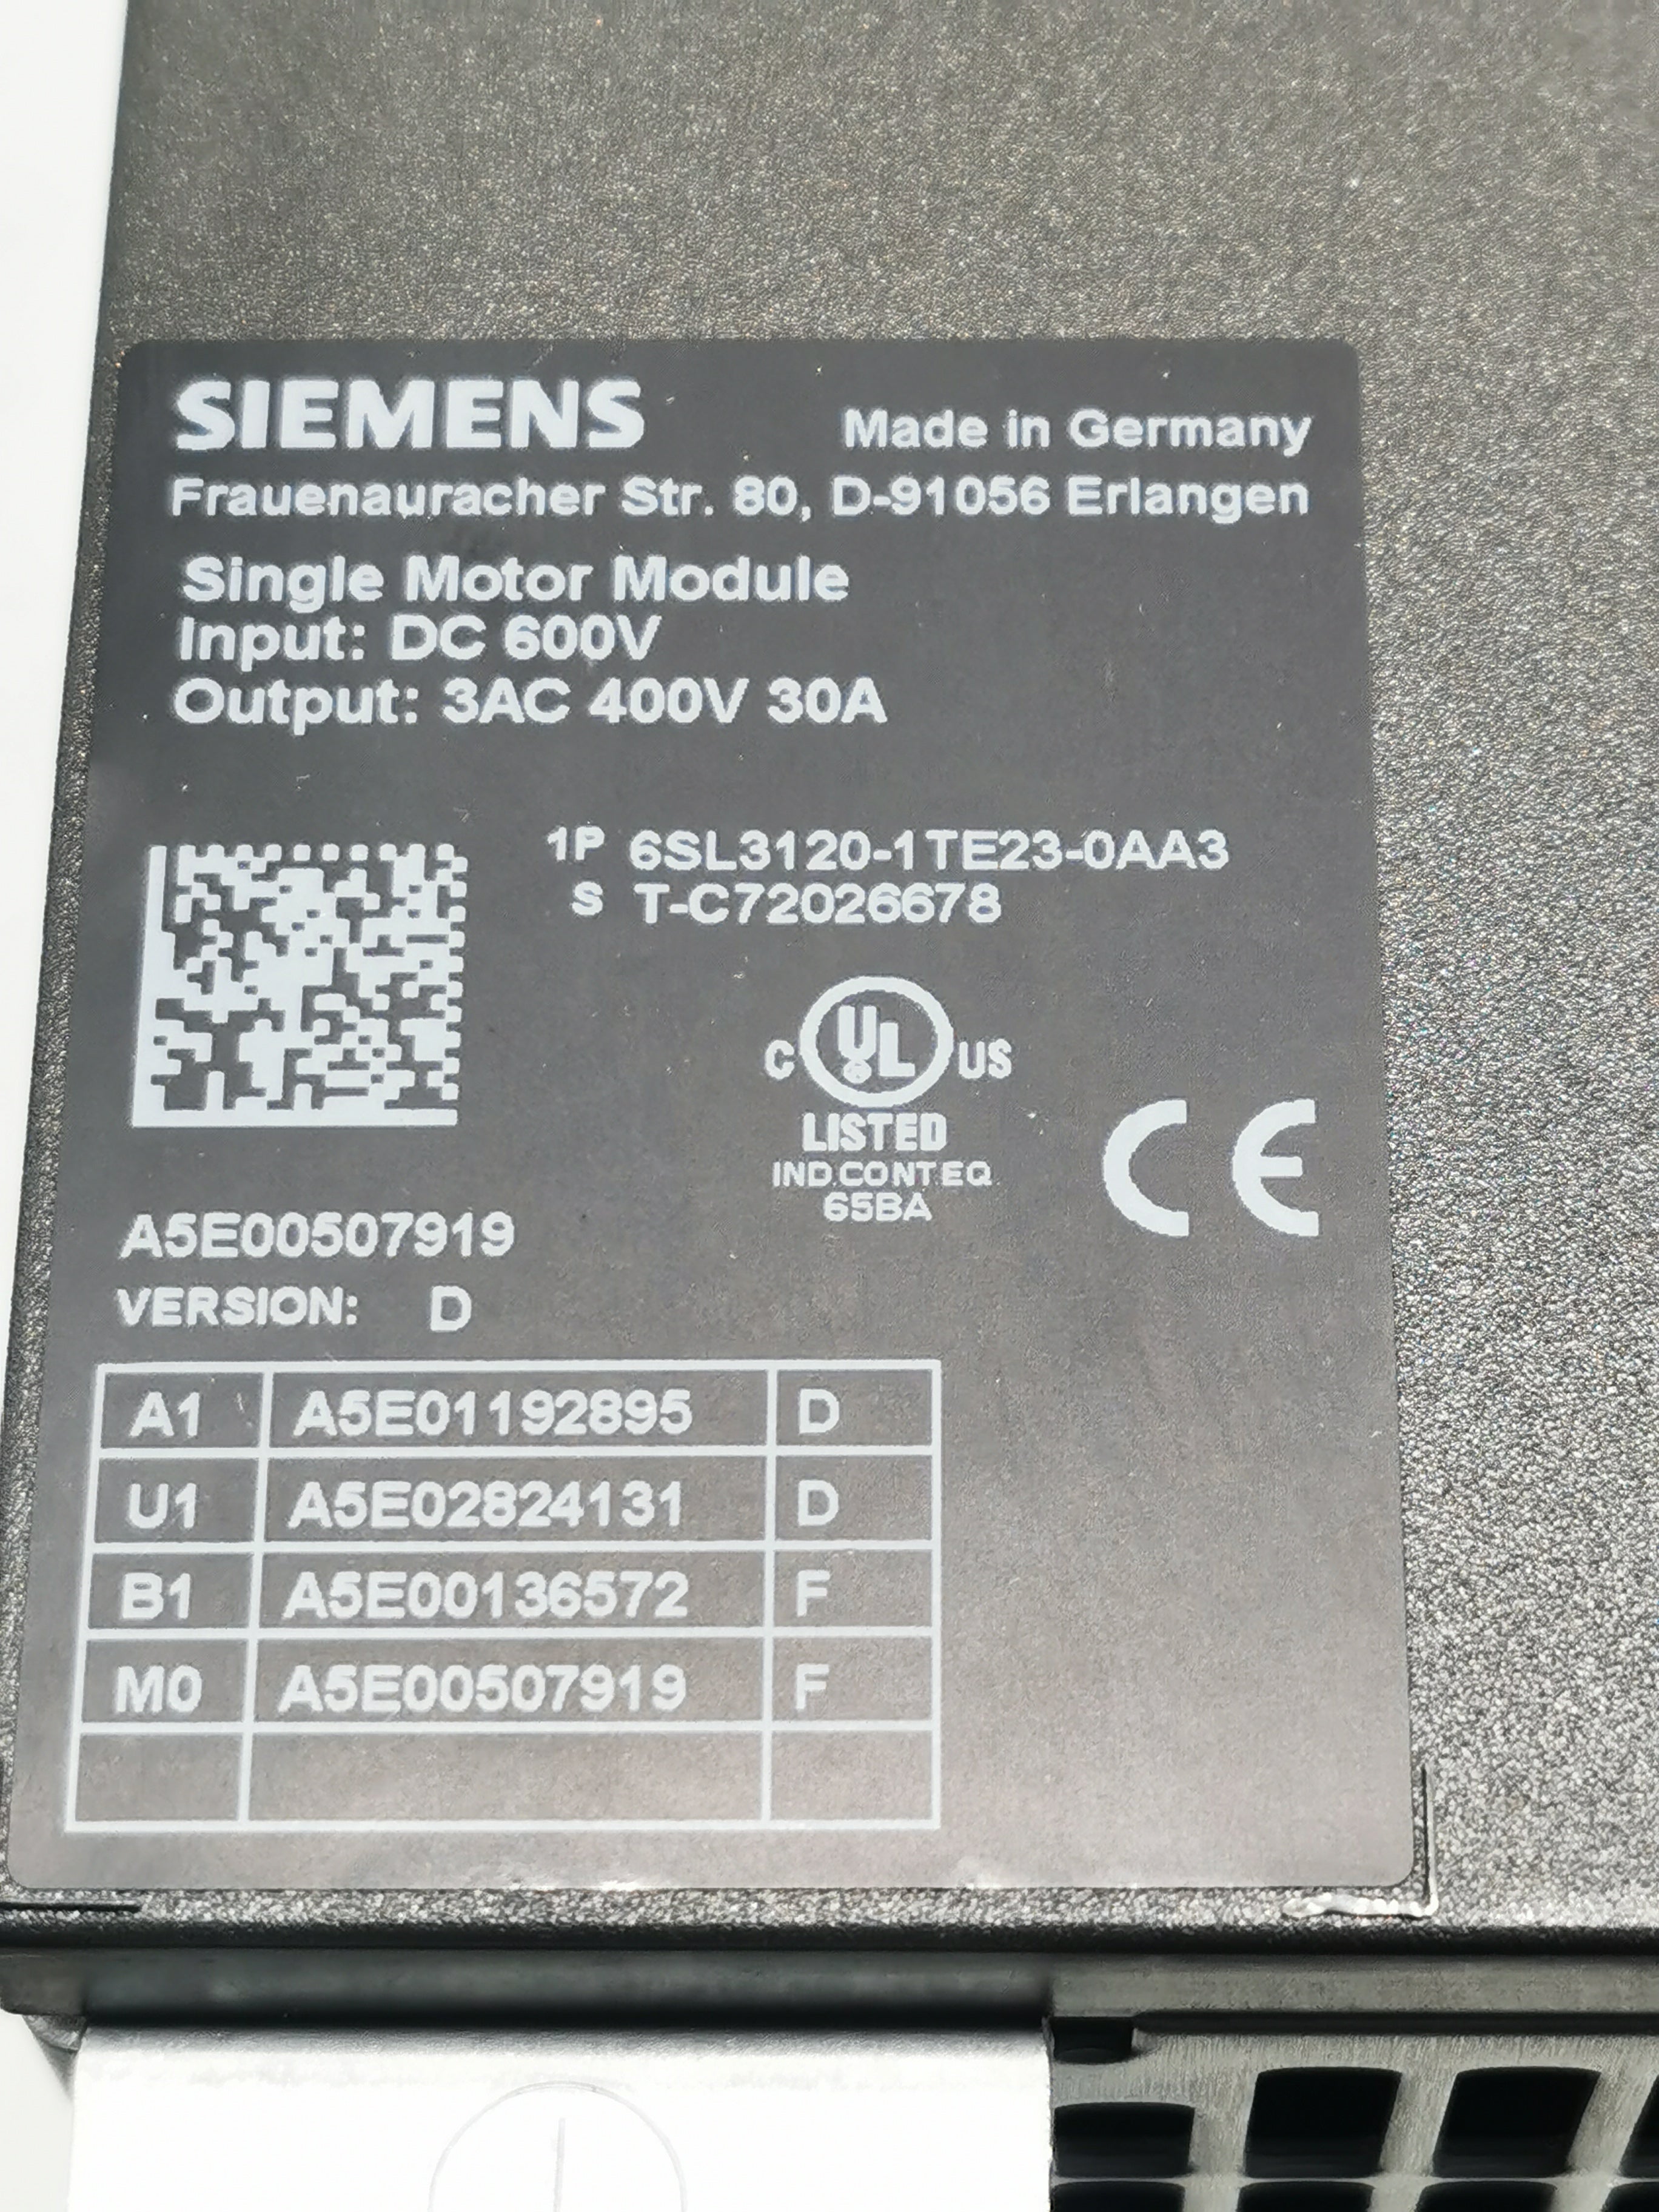 SIEMENS Made in Germany
Frauenauracher Str. 80, D-91056 Erlangen
Single Motor Module
Input: DC 600V
Output: 3AC 400V 30A
1P 6SL3120-1TE23-0AA3
S T-C72026678
C UL US
LISTED
IND.CONT.EQ
65BA
CE
A5E00507919
VERSION: D
A1 A5E01192895 D
U1 A5E02824131 D
B1 A5E00136572 F
M0 A5E00507919 F